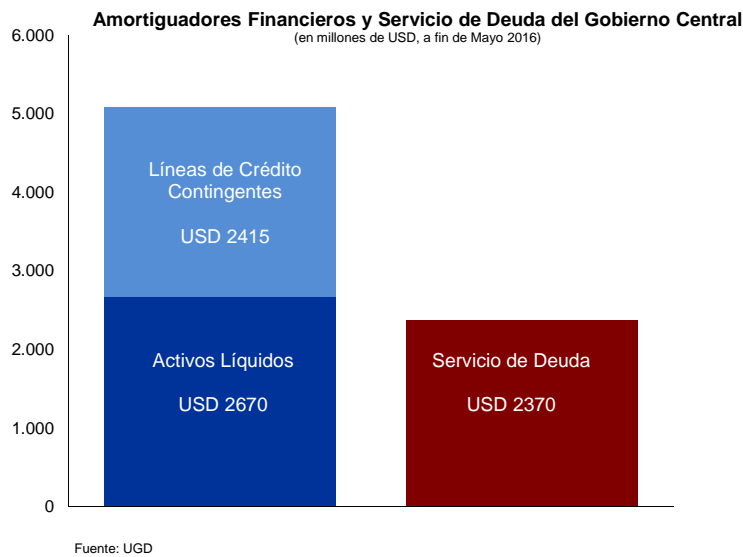 Amortiguadores Financieros y Servicio de Deuda del Gobierno Central
(en millones de USD, a fin de Mayo 2016)
6.000
5.000
4.000
3.000
2.000
1.000
0
Líneas de Crédito
Contingentes
USD 2415
Activos Líquidos
USD 2670
Servicio de Deuda
USD 2370
Fuente: UGD